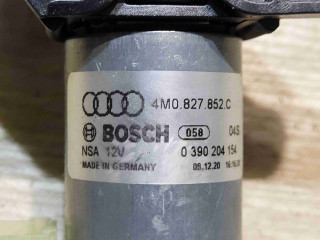 4M0.827.852.C
BOSCH 058 04S
NSA 12V 0 390 204 154
MADE IN GERMANY 08.12.20